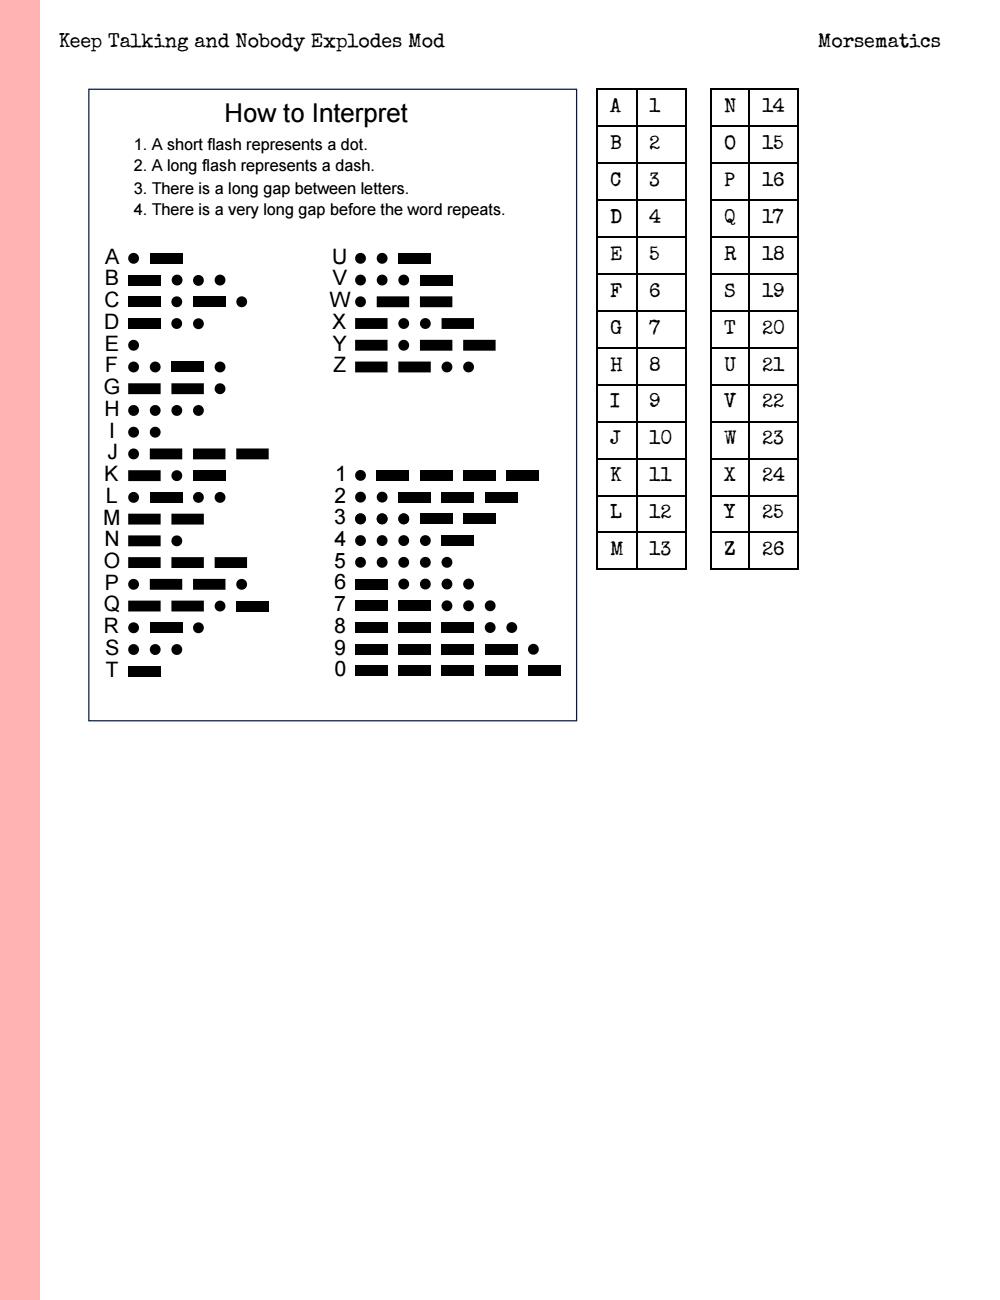 Keep Talking and Nobody Explodes Mod
Morsematics
How to Interpret
1. A short flash represents a dot.
2. A long flash represents a dash.
3. There is a long gap between letters.
4. There is a very long gap before the word repeats.
A
B
C
D
E
F
G
H
I
J
K
L
M
N
O
P
Q
R
S
T
U
V
W
X
Y
Z
1
2
3
4
5
6
7
8
9
0
A 1
B 2
C 3
D 4
E 5
F 6
G 7
H 8
I 9
J 10
K 11
L 12
M 13
N 14
O 15
P 16
Q 17
R 18
S 19
T 20
U 21
V 22
W 23
X 24
Y 25
Z 26